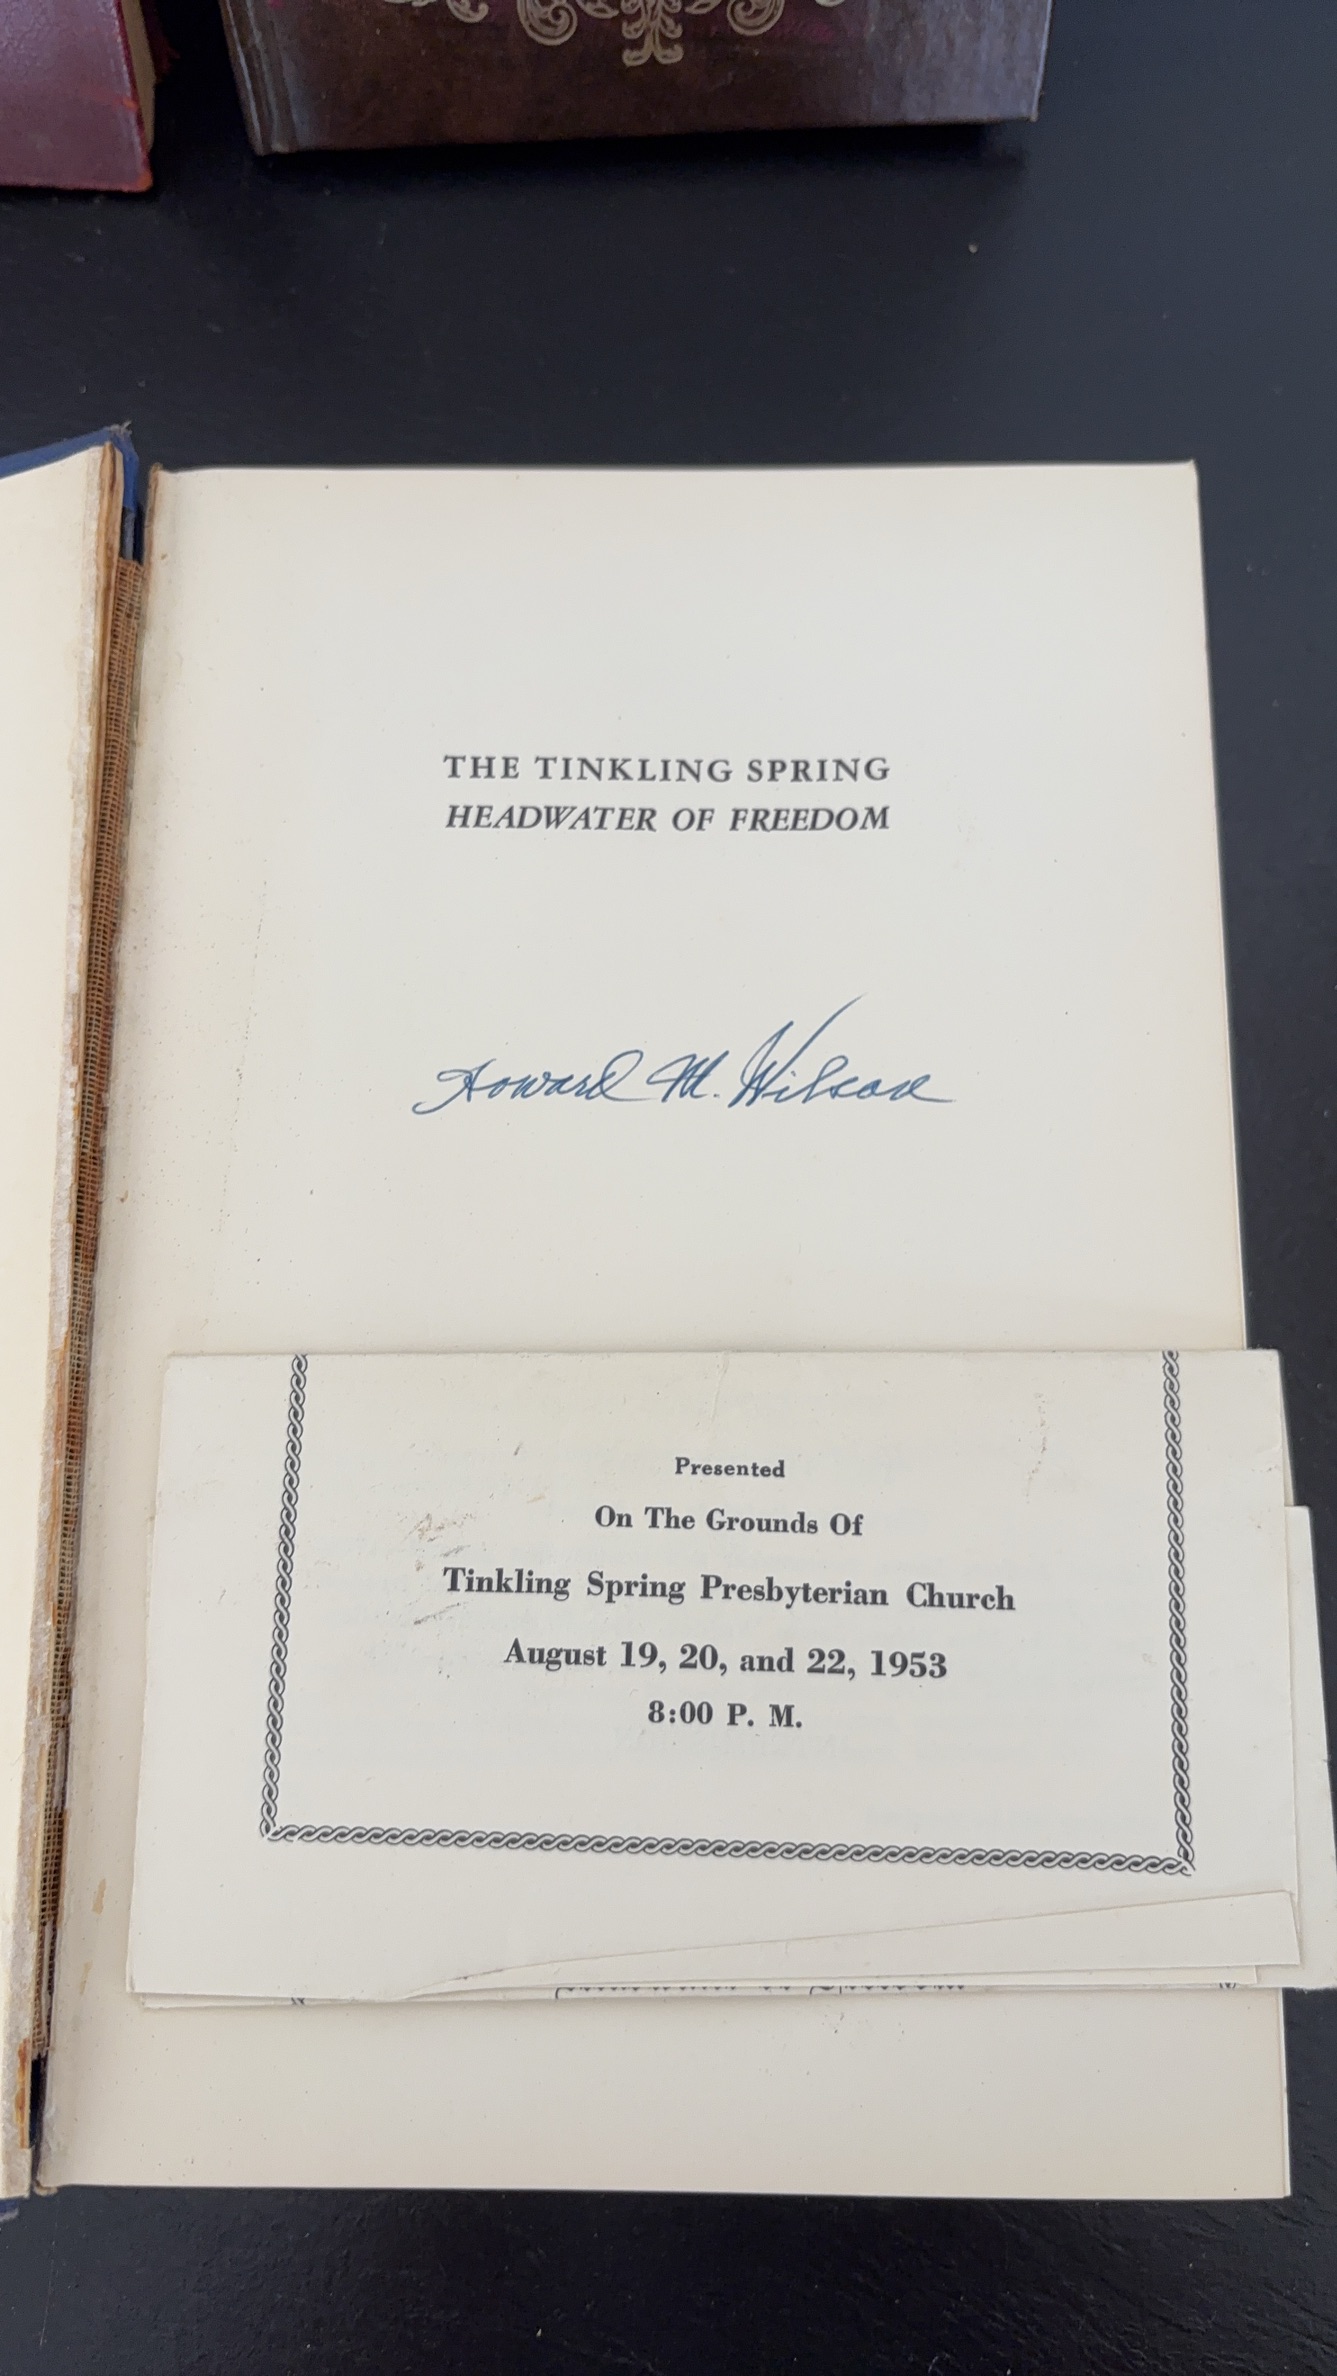 THE TINKLING SPRING
HEADWATER OF FREEDOM
Howard M. Wilson
Presented
On The Grounds Of
Tinkling Spring Presbyterian Church
August 19, 20, and 22, 1953
8:00 P. M.